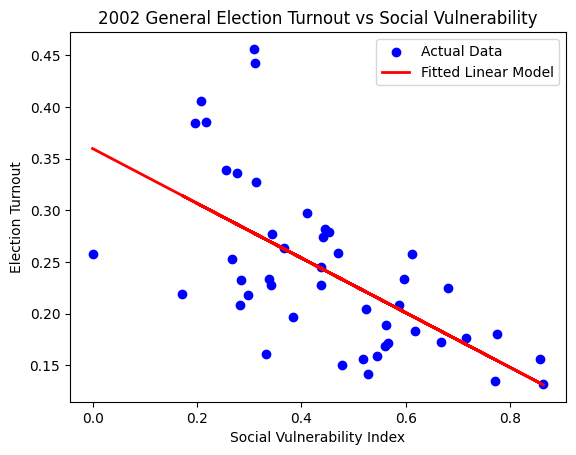 2002 General Election Turnout vs Social Vulnerability
Actual Data
Fitted Linear Model
Election Turnout
0.45
0.40
0.35
0.30
0.25
0.20
0.15
0.0 0.2 0.4 0.6 0.8
Social Vulnerability Index